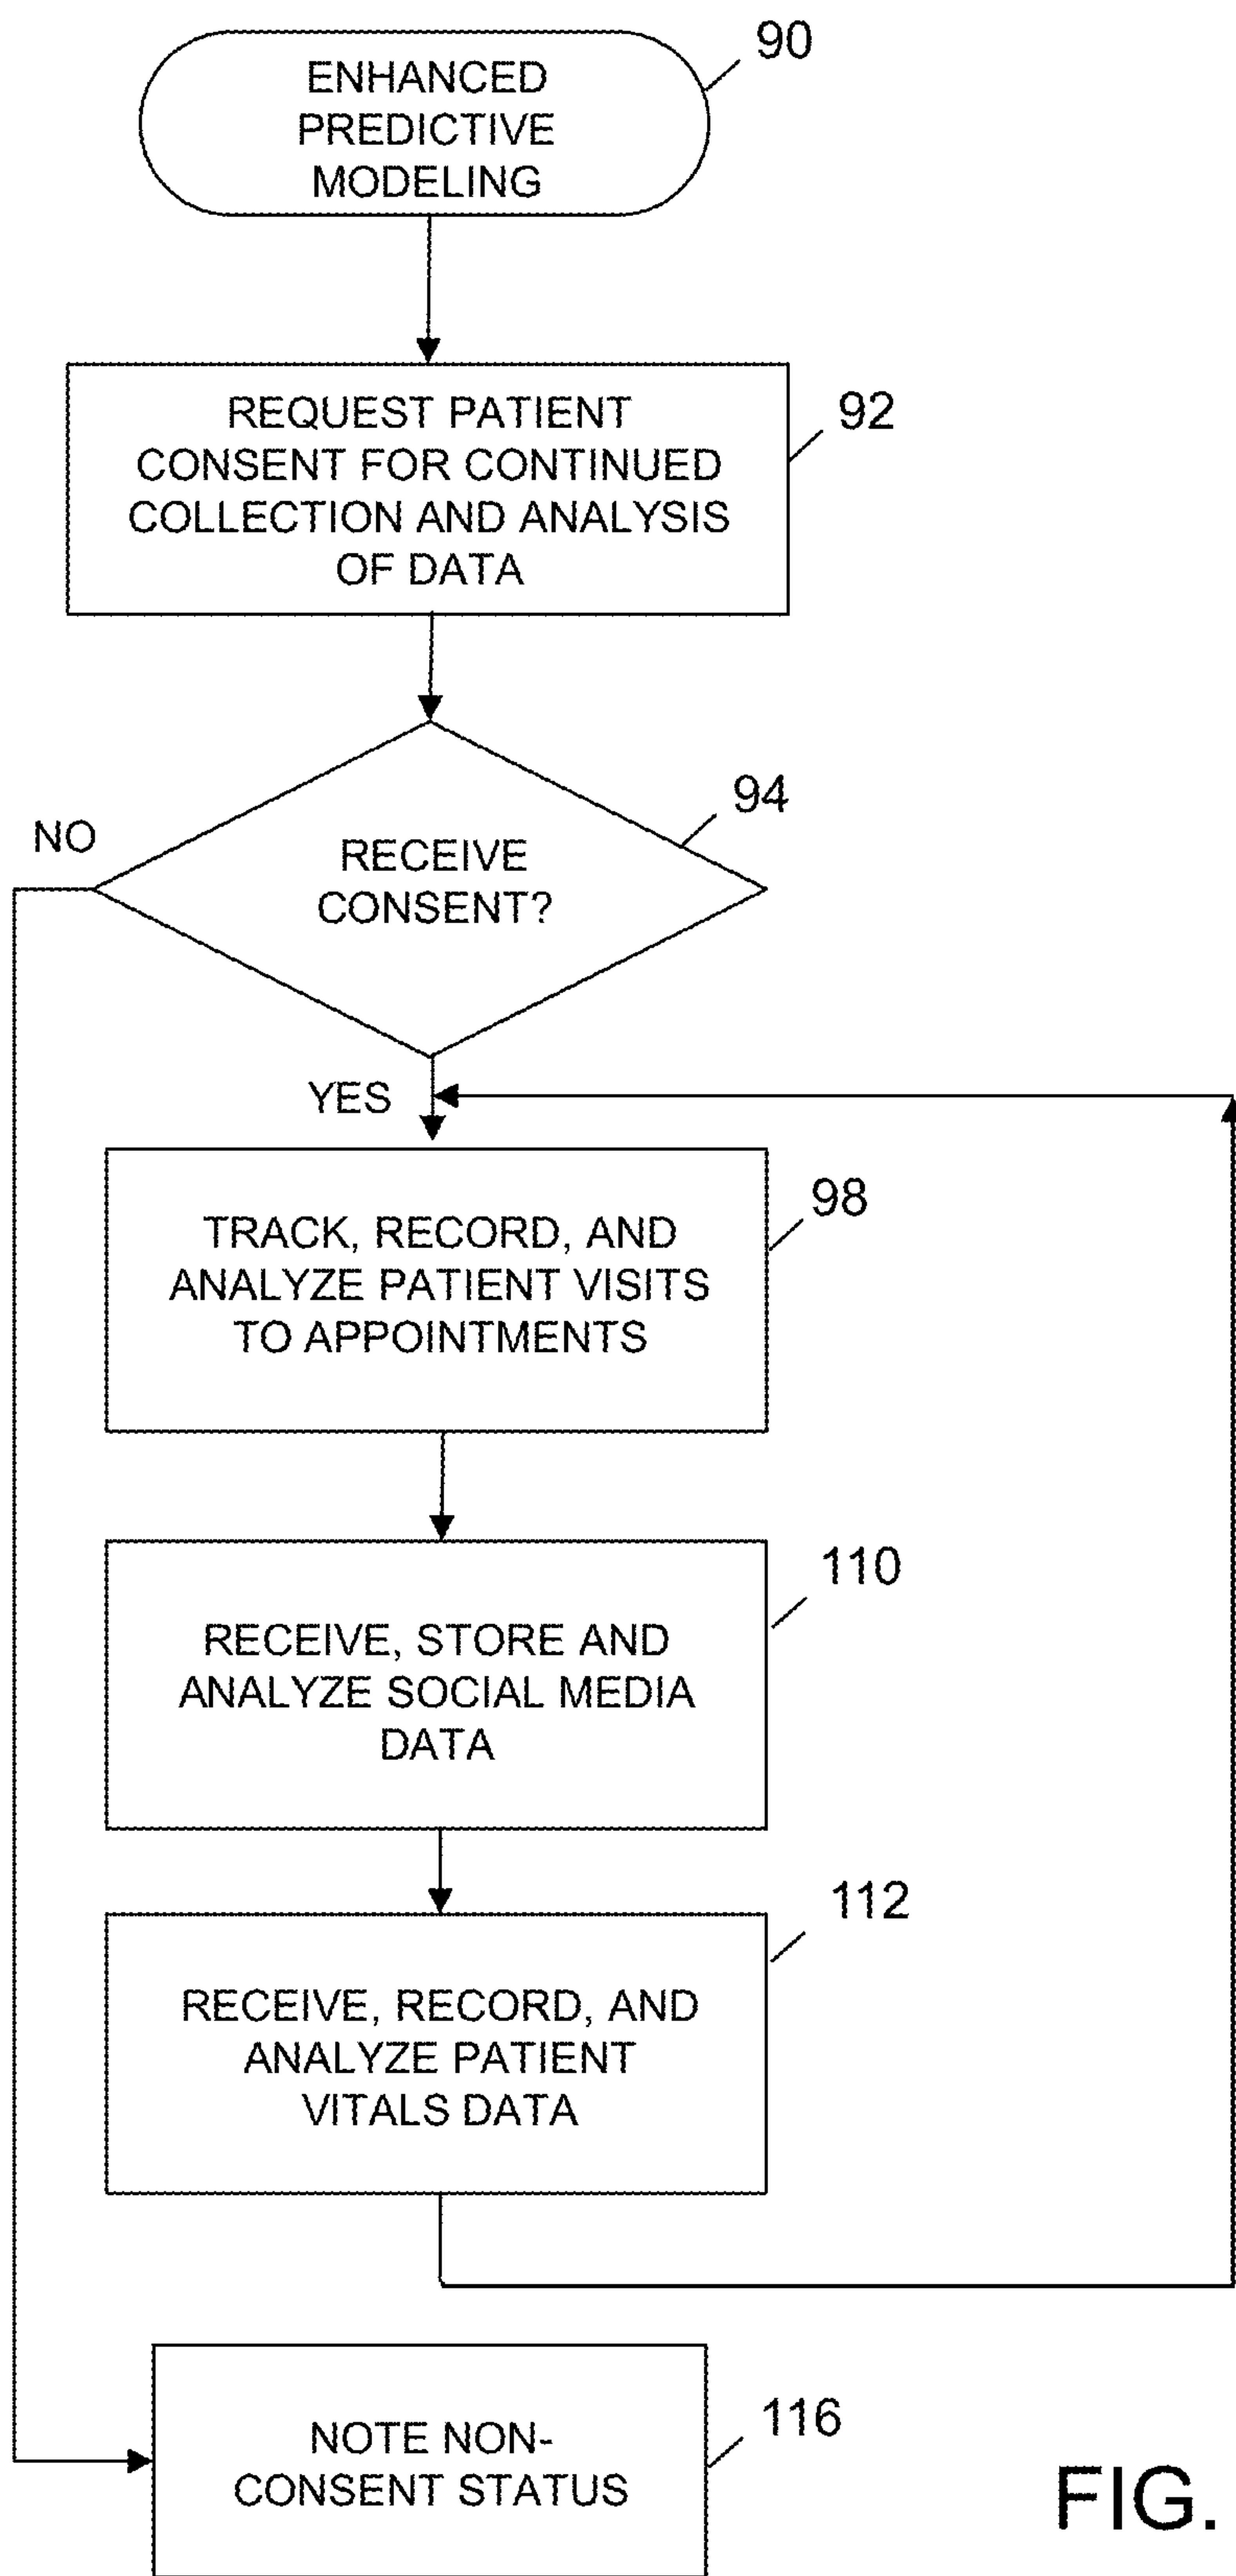 90
ENHANCED
PREDICTIVE
MODELING
92
REQUEST PATIENT
CONSENT FOR CONTINUED
COLLECTION AND ANALYSIS
OF DATA
94
NO
RECEIVE
CONSENT?
YES
98
TRACK, RECORD, AND
ANALYZE PATIENT VISITS
TO APPOINTMENTS
110
RECEIVE, STORE AND
ANALYZE SOCIAL MEDIA
DATA
112
RECEIVE, RECORD, AND
ANALYZE PATIENT
VITALS DATA
116
NOTE NON-
CONSENT STATUS
FIG.